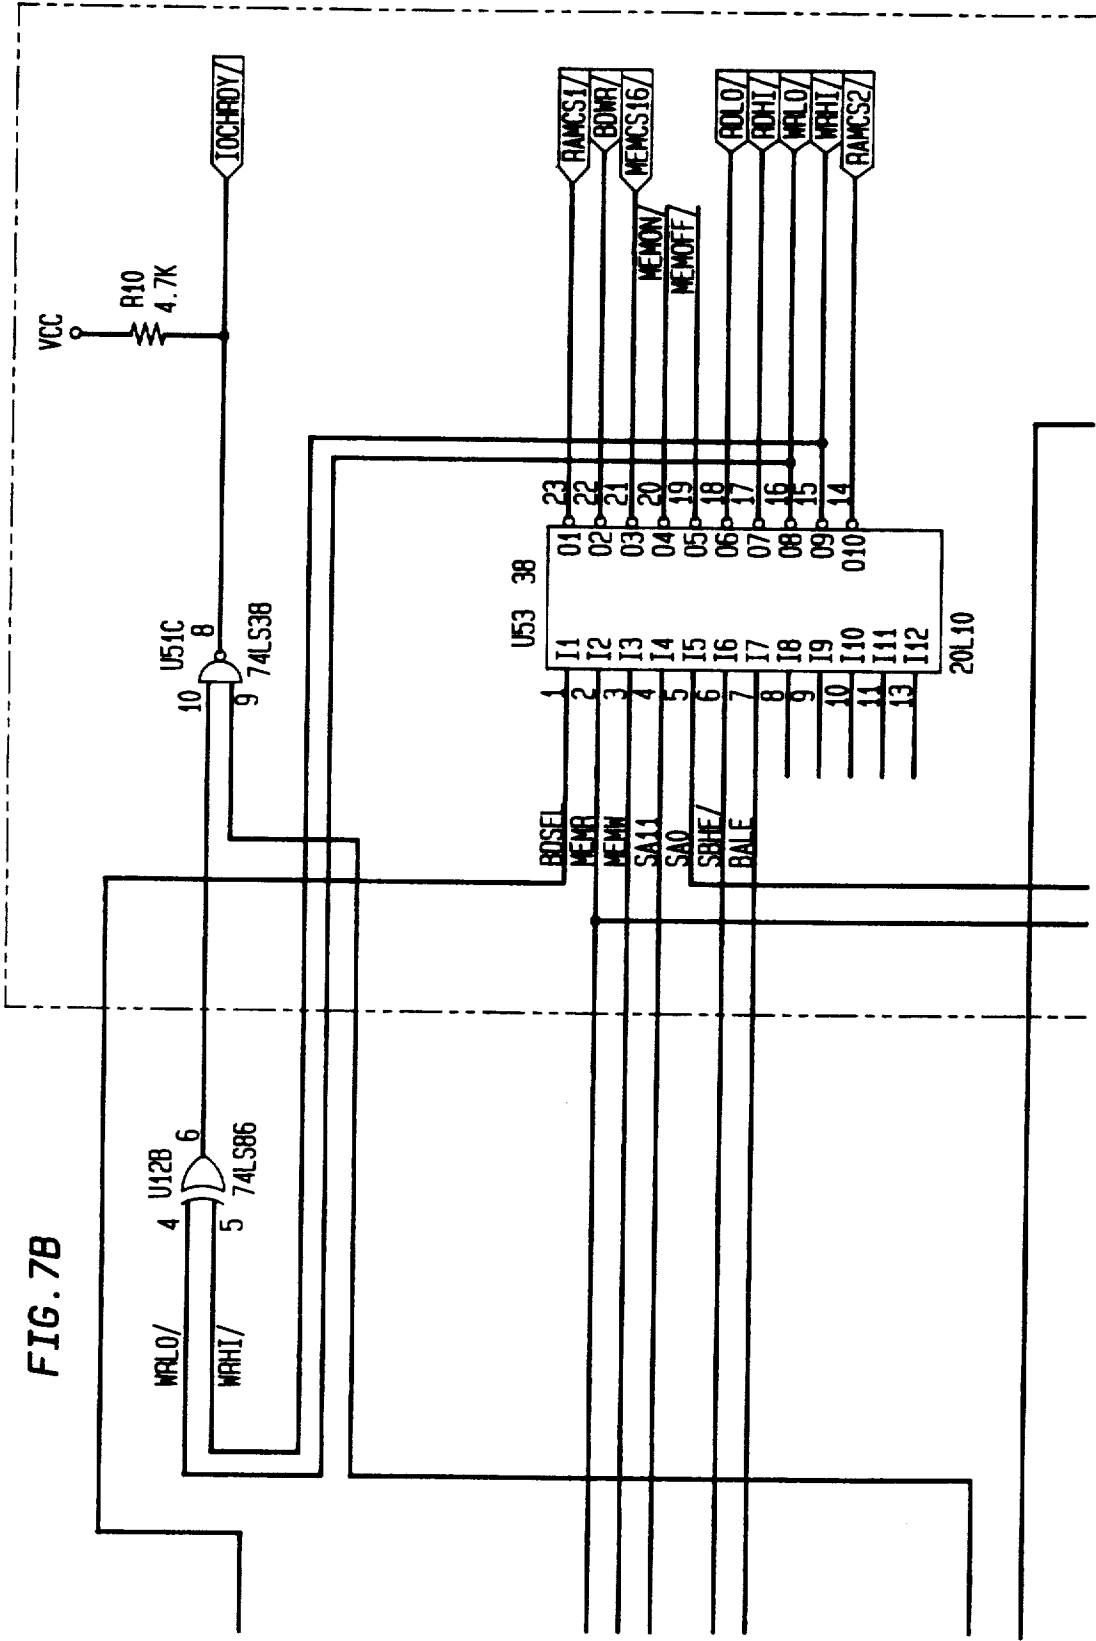 FIG. 7B
VCC
R10
4.7K
IOCHRDY/
U12B
4
5
6
74LS86
WRLO/
WRHI/
U51C
10
9
8
74LS38
U53 38
20L10
BDSEL 1 I1
MEMR 2 I2
MEMW 3 I3
SA11 4 I4
SA0 5 I5
SBHE/ 6 I6
BALE 7 I7
8 I8
9 I9
10 I10
11 I11
13 I12
O1 23 RAMCS1/
O2 22 BDWR/
O3 21 MEMCS16/
O4 20 MEMON/
O5 19 MEMOFF/
O6 18 RDLO/
O7 17 RDHI/
O8 16 WRLO/
O9 15 WRHI/
O10 14 RAMCS2/